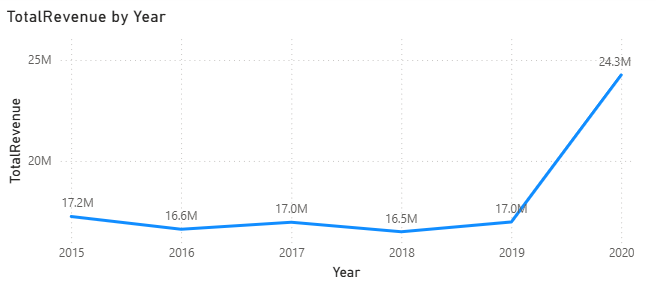 TotalRevenue by Year
25M
20M
TotalRevenue
17.2M
16.6M
17.0M
16.5M
17.0M
24.3M
2015 2016 2017 2018 2019 2020
Year